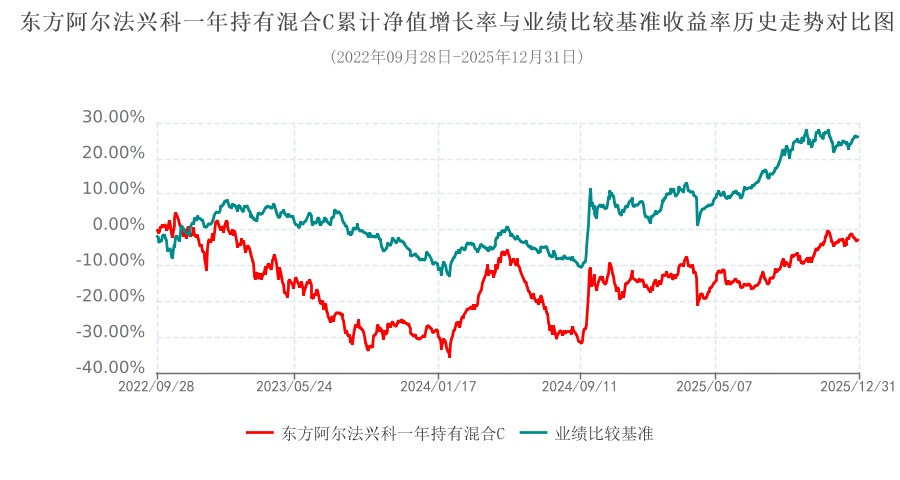 东方阿尔法兴科一年持有混合C累计净值增长率与业绩比较基准收益率历史走势对比图
(2022年09月28日-2025年12月31日)
30.00%
20.00%
10.00%
0.00%
-10.00%
-20.00%
-30.00%
-40.00%
2022/09/28 2023/05/24 2024/01/17 2024/09/11 2025/05/07 2025/12/31
东方阿尔法兴科一年持有混合C 业绩比较基准